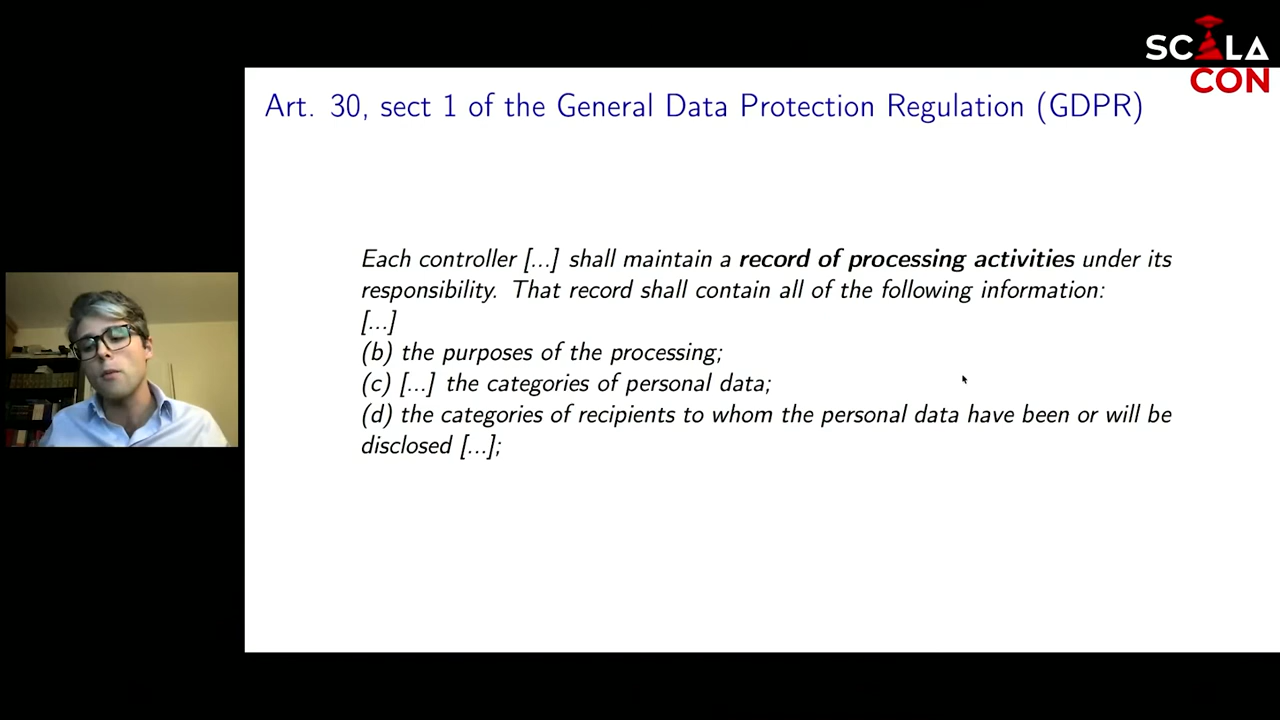 SCALA
CON
Art. 30, sect 1 of the General Data Protection Regulation (GDPR)
Each controller [...] shall maintain a record of processing activities under its
responsibility. That record shall contain all of the following information:
[...]
(b) the purposes of the processing;
(c) [...] the categories of personal data;
(d) the categories of recipients to whom the personal data have been or will be
disclosed [...];